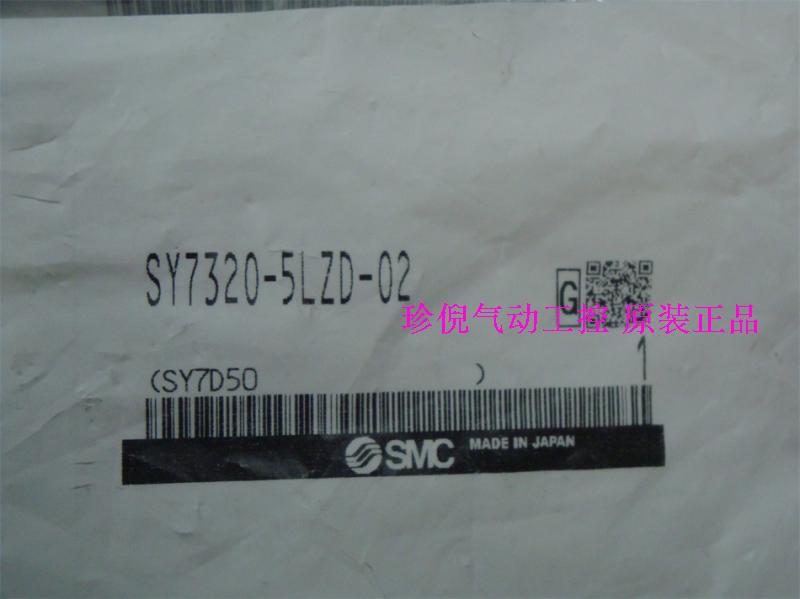 SY7320-5LZD-02
G
珍倪气动工控 原装正品
(SY7D50 )
1
SMC MADE IN JAPAN